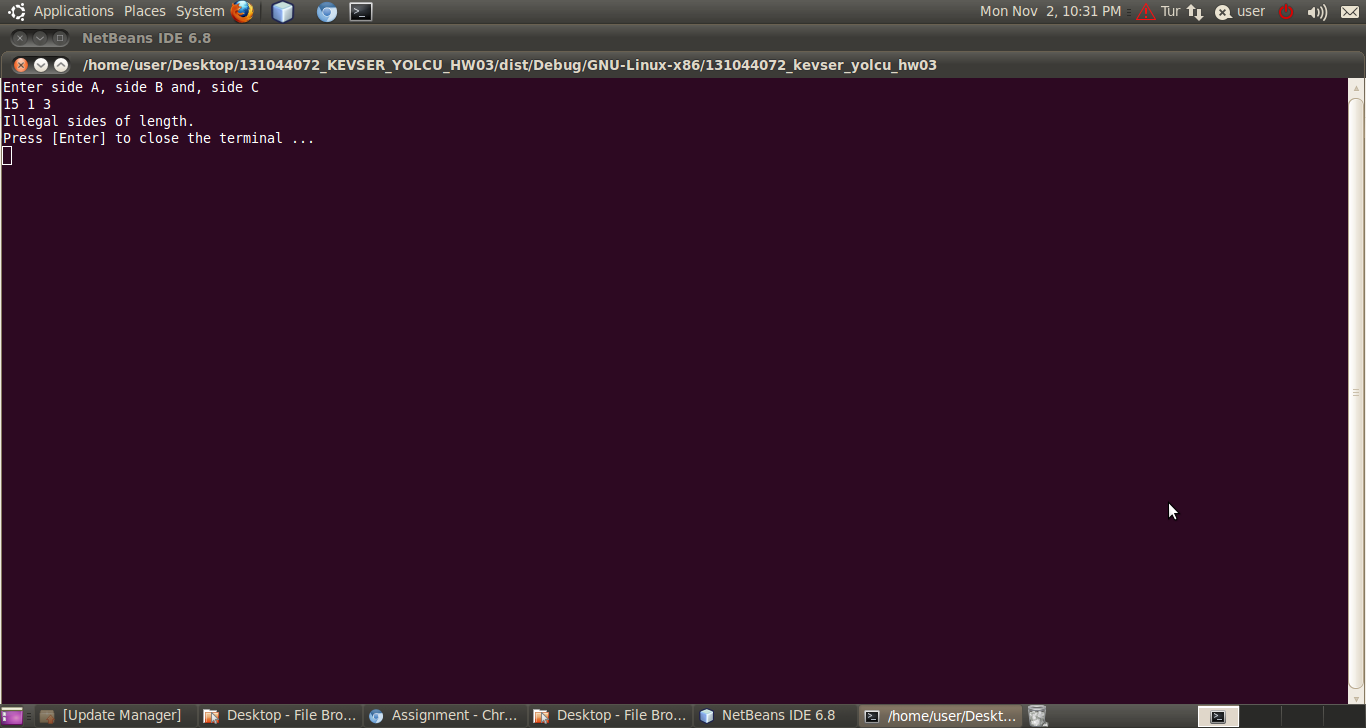 Applications Places System Mon Nov 2, 10:31 PM Tur user
NetBeans IDE 6.8
/home/user/Desktop/131044072_KEVSER_YOLCU_HW03/dist/Debug/GNU-Linux-x86/131044072_kevser_yolcu_hw03
Enter side A, side B and, side C
15 1 3
Illegal sides of length.
Press [Enter] to close the terminal ...
[Update Manager] Desktop - File Bro... Assignment - Chr... Desktop - File Bro... NetBeans IDE 6.8 /home/user/Deskt...